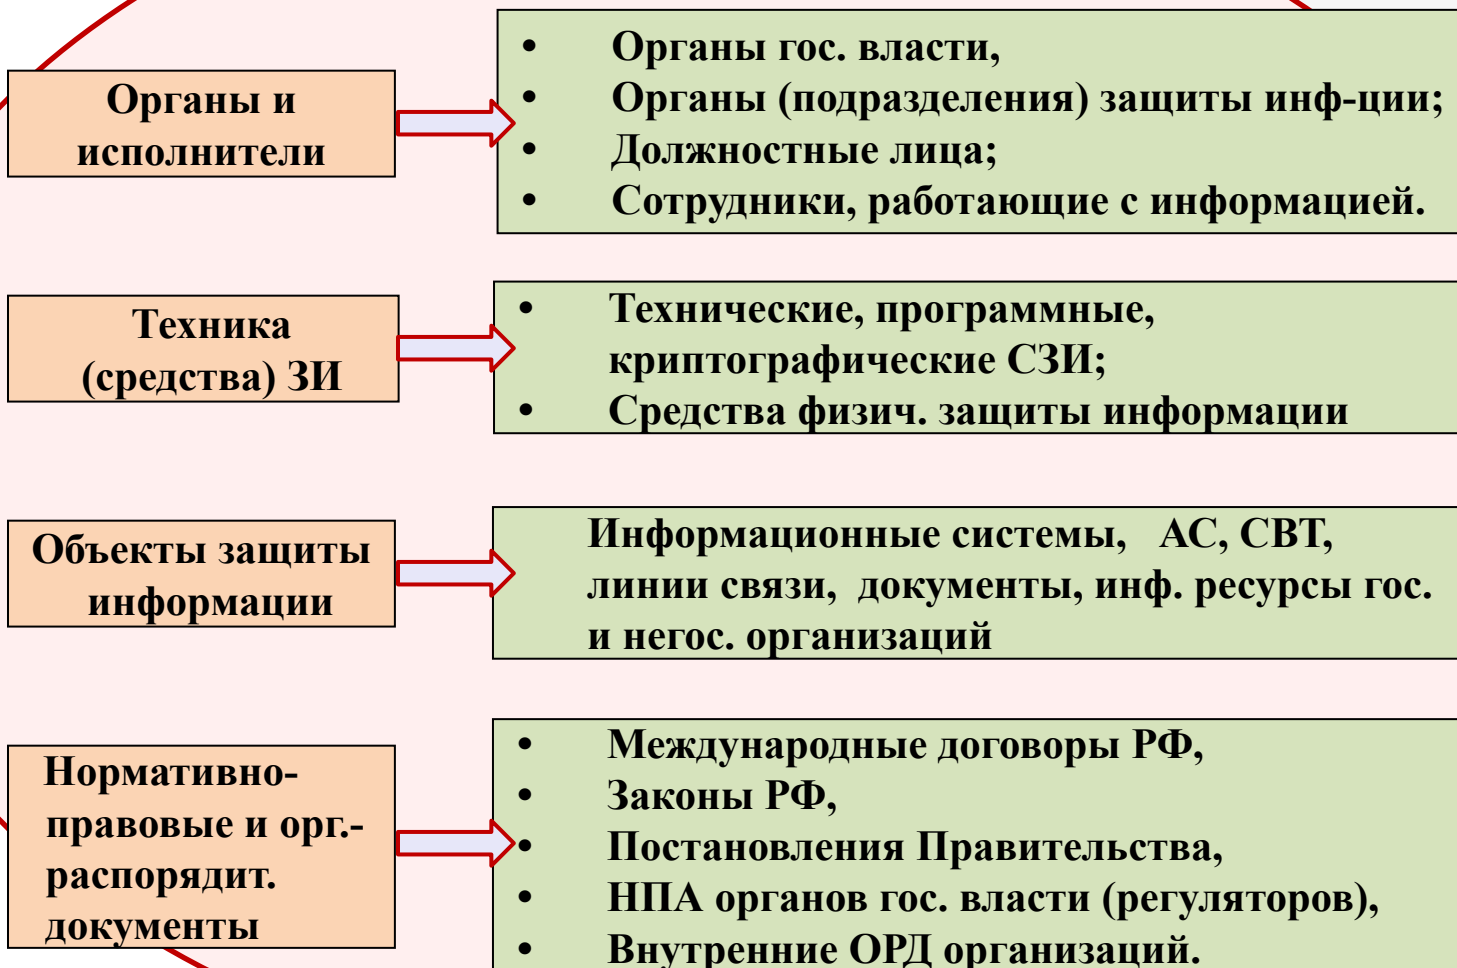 Органы и
исполнители
• Органы гос. власти,
• Органы (подразделения) защиты инф-ции;
• Должностные лица;
• Сотрудники, работающие с информацией.
Техника
(средства) ЗИ
• Технические, программные,
криптографические СЗИ;
• Средства физич. защиты информации
Объекты защиты
информации
Информационные системы, АС, СВТ,
линии связи, документы, инф. ресурсы гос.
и негос. организаций
Нормативно-
правовые и орг.-
распорядит.
документы
• Международные договоры РФ,
• Законы РФ,
• Постановления Правительства,
• НПА органов гос. власти (регуляторов),
• Внутренние ОРД организаций.